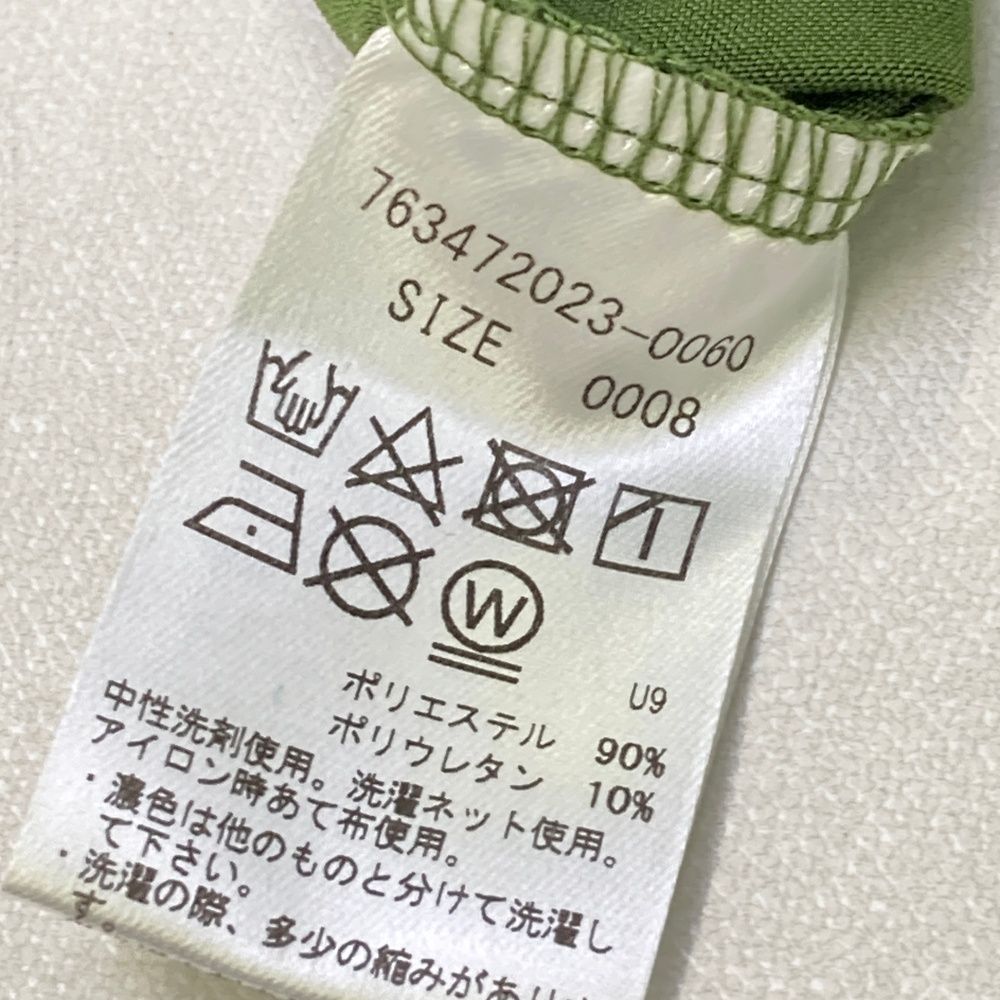 763472023-0060
SIZE 0008
W
U9
ポリエステル 90%
ポリウレタン 10%
中性洗剤使用。洗濯ネット使用。
アイロン時あて布使用。
・濃色は他のものと分けて洗濯し
て下さい。
・洗濯の際、多少の縮みがあり
す。